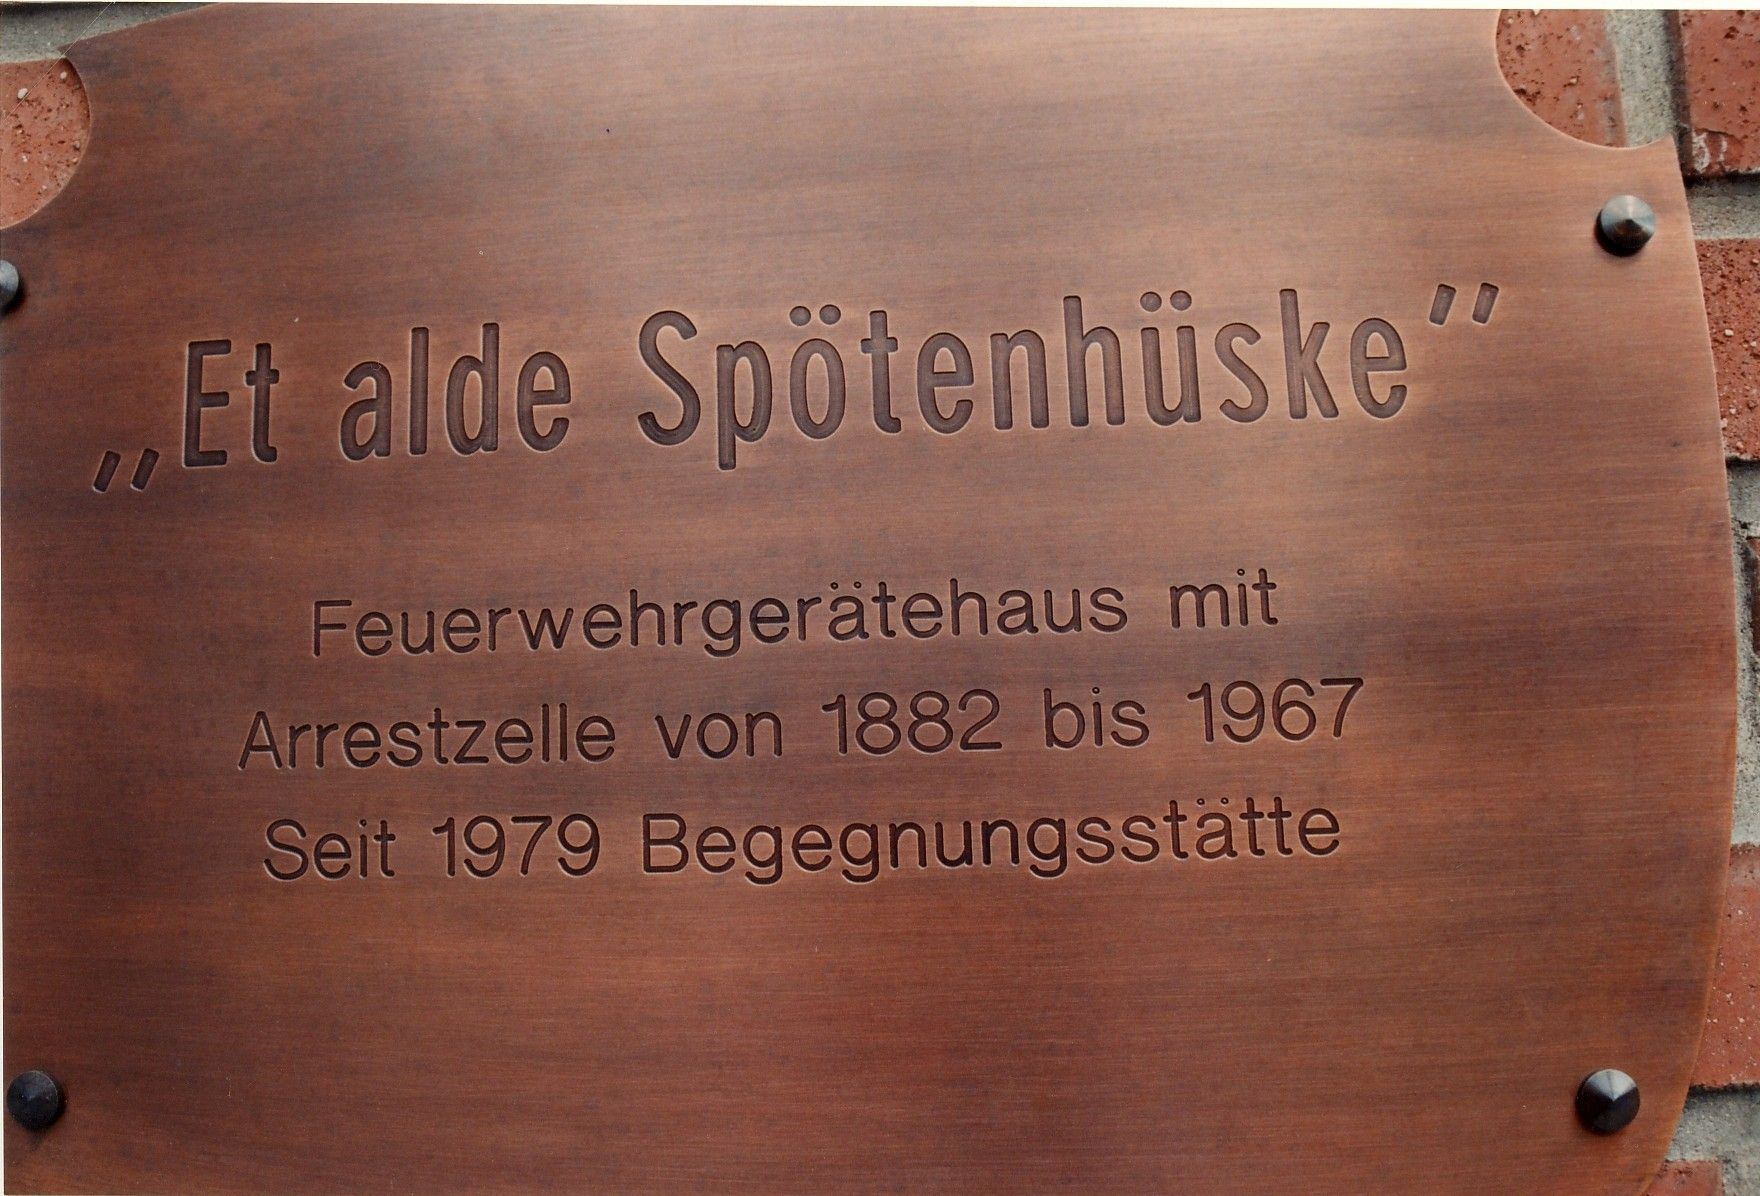 „Et alde Spötenhüske"
Feuerwehrgerätehaus mit
Arrestzelle von 1882 bis 1967
Seit 1979 Begegnungsstätte